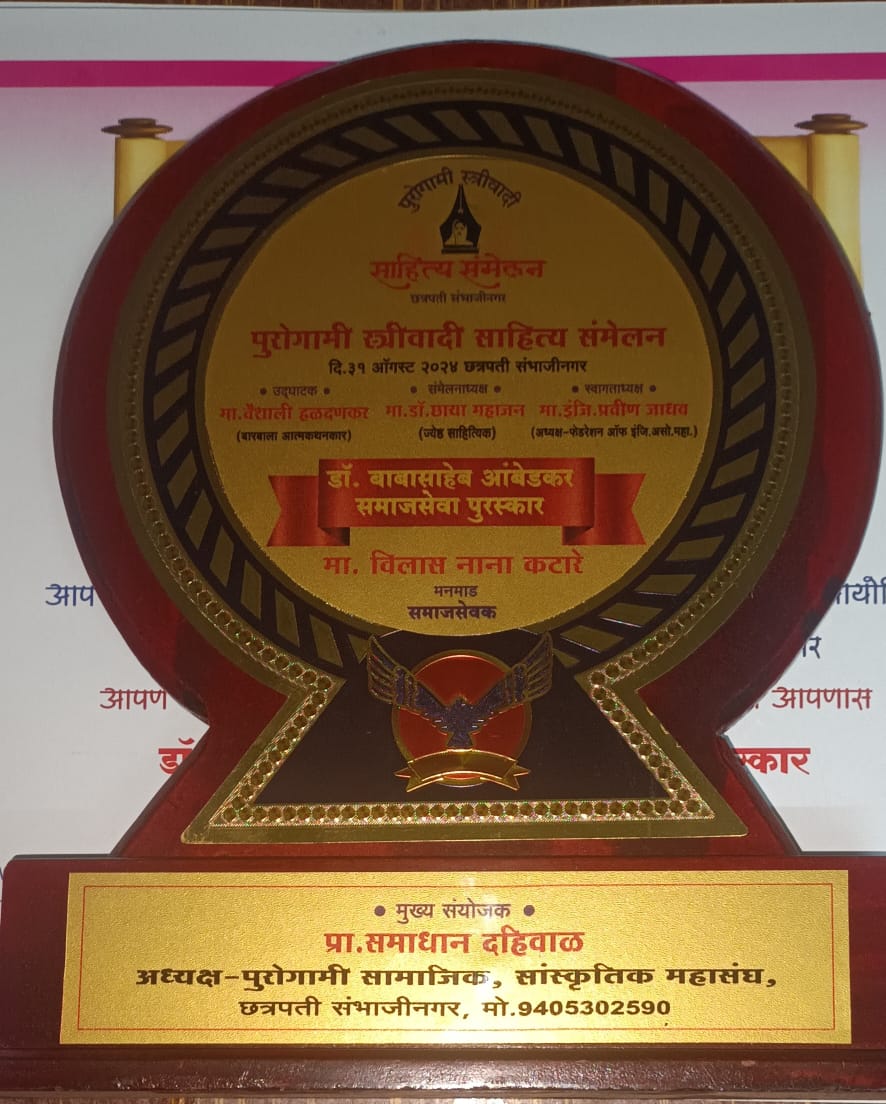 पुरोगामी स्त्रीवादी
साहित्य संमेलन
छत्रपती संभाजीनगर
पुरोगामी स्त्रीवादी साहित्य संमेलन
दि.३१ ऑगस्ट २०२४ छत्रपती संभाजीनगर
• उद्घाटक • • संमेलनाध्यक्ष • • स्वागताध्यक्ष •
मा.वैशाली हळदणकर मा.डॉ.छाया महाजन मा.इंजि.प्रवीण जाधव
(बारबाला आत्मकथनकार) (ज्येष्ठ साहित्यिक) (अध्यक्ष-फेडरेशन ऑफ इंजि.असो.महा.)
डॉ. बाबासाहेब आंबेडकर
समाजसेवा पुरस्कार
मा. विलास नाना कटारे
मनमाड
समाजसेवक
आपण आपणास
डॉ स्कार
• मुख्य संयोजक •
प्रा.समाधान दहिवाळ
अध्यक्ष-पुरोगामी सामाजिक, सांस्कृतिक महासंघ,
छत्रपती संभाजीनगर, मो.9405302590